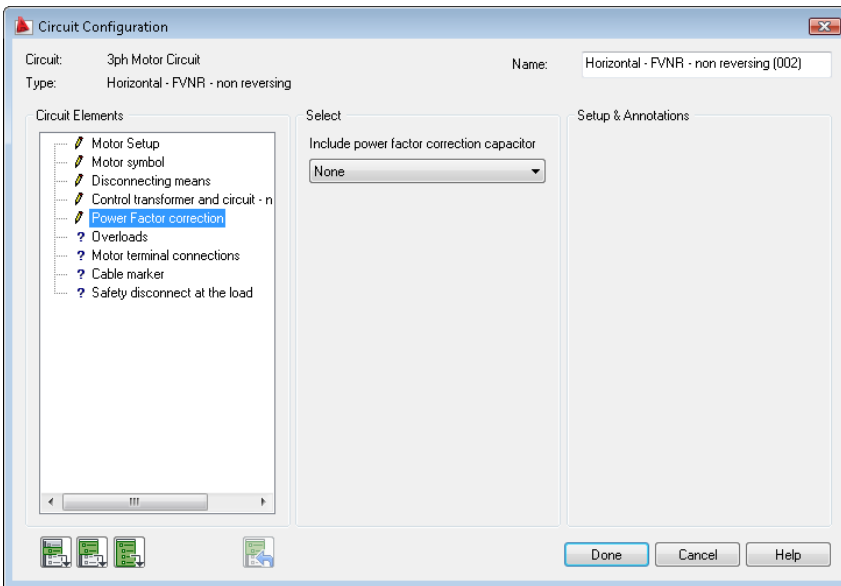 Circuit Configuration
Circuit: 3ph Motor Circuit
Type: Horizontal - FVNR - non reversing
Name: Horizontal - FVNR - non reversing (002)
Circuit Elements
Motor Setup
Motor symbol
Disconnecting means
Control transformer and circuit - n
Power Factor correction
? Overloads
? Motor terminal connections
? Cable marker
? Safety disconnect at the load
Select
Include power factor correction capacitor
None
Setup & Annotations
Done Cancel Help